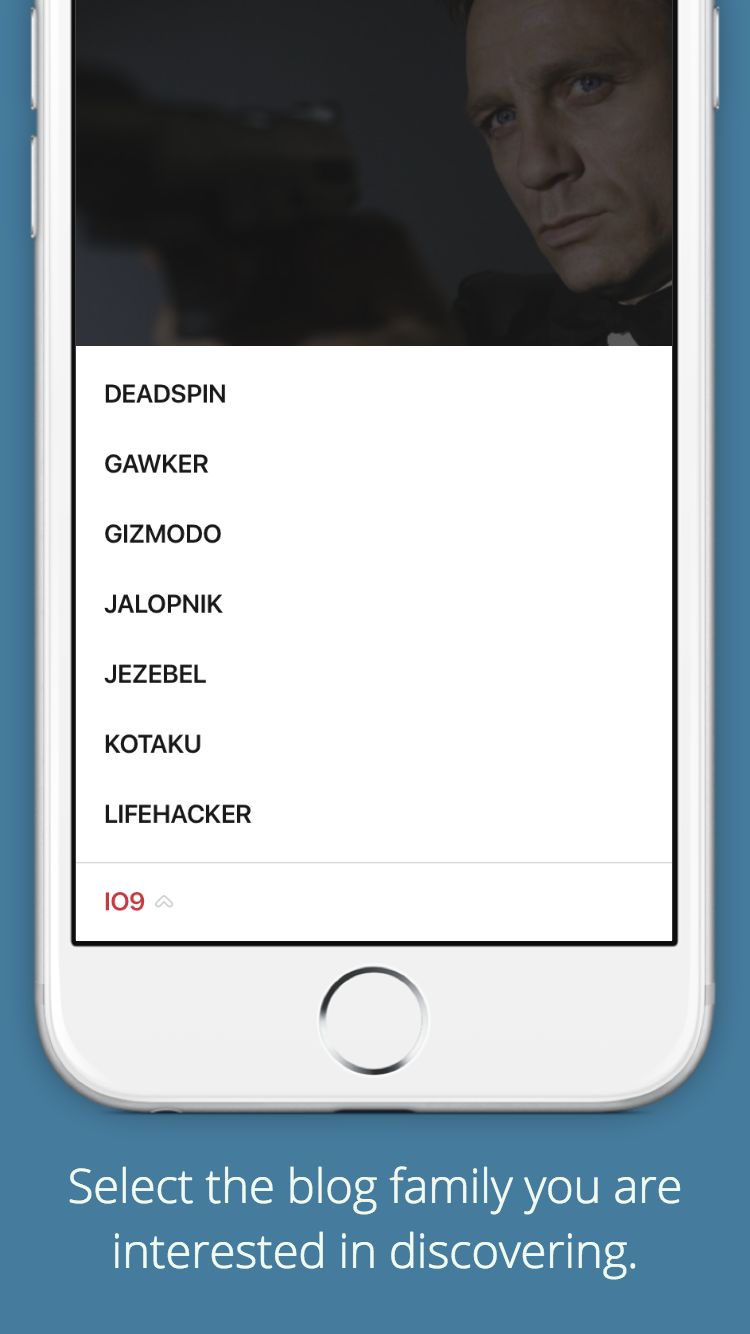 DEADSPIN
GAWKER
GIZMODO
JALOPNIK
JEZEBEL
KOTAKU
LIFEHACKER
IO9
Select the blog family you are
interested in discovering.